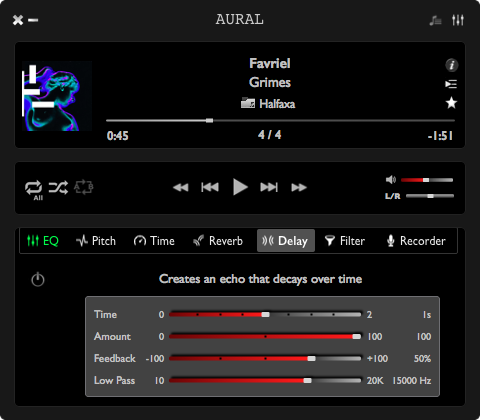 AURAL
Favriel
Grimes
Halfaxa
0:45 4 / 4 -1:51
All A B
L/R
EQ Pitch Time Reverb Delay Filter Recorder
Creates an echo that decays over time
Time 0 2 1s
Amount 0 100 100
Feedback -100 +100 50%
Low Pass 10 20K 15000 Hz